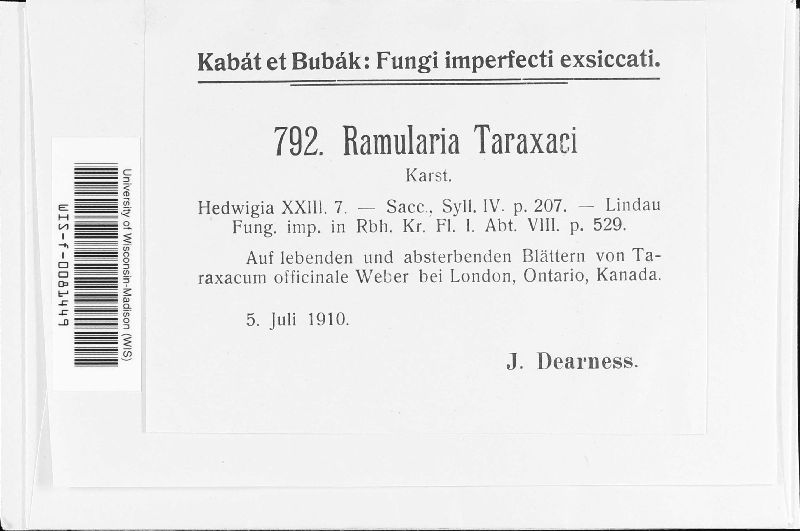 Kabát et Bubák: Fungi imperfecti exsiccati.
792. Ramularia Taraxaci
Karst.
Hedwigia XXIII. 7. — Sacc., Syll. IV. p. 207. — Lindau
Fung. imp. in Rbh. Kr. Fl. I. Abt. VIII. p. 529.
Auf lebenden und absterbenden Blättern von Ta-
raxacum officinale Weber bei London, Ontario, Kanada.
5. Juli 1910.
J. Dearness.
University of Wisconsin-Madison (WIS)
WIS-f-0081449